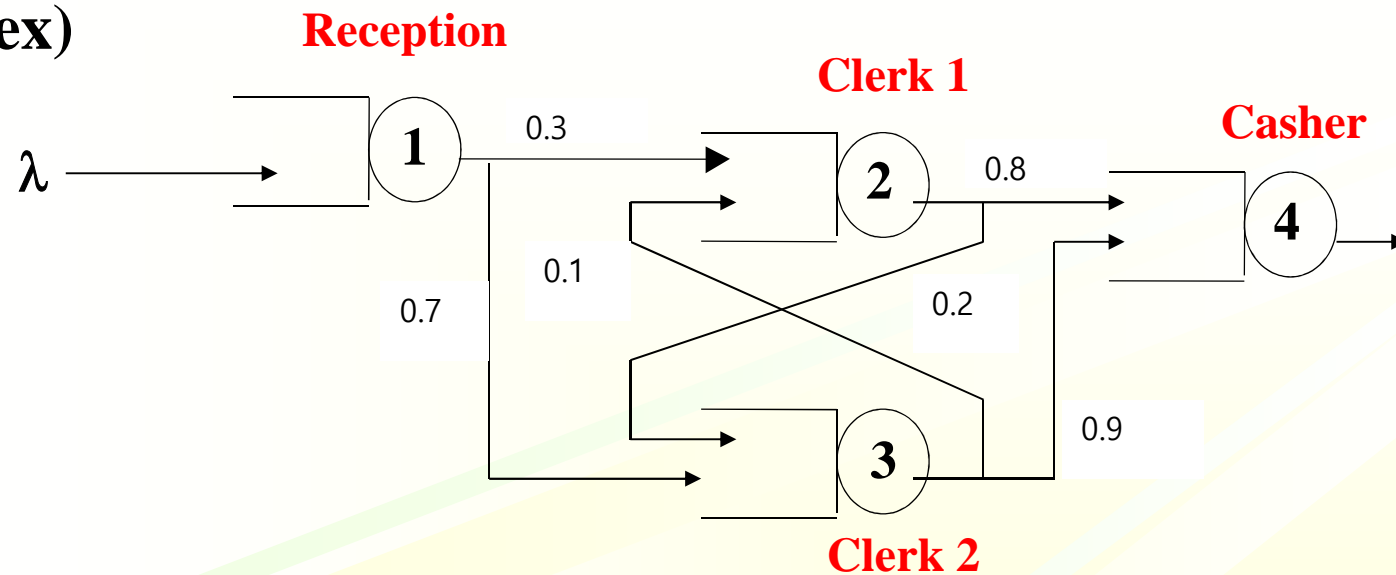 ex)
Reception
Clerk 1
Casher
λ
1
0.3
2
0.8
4
0.1
0.7
0.2
0.9
3
Clerk 2